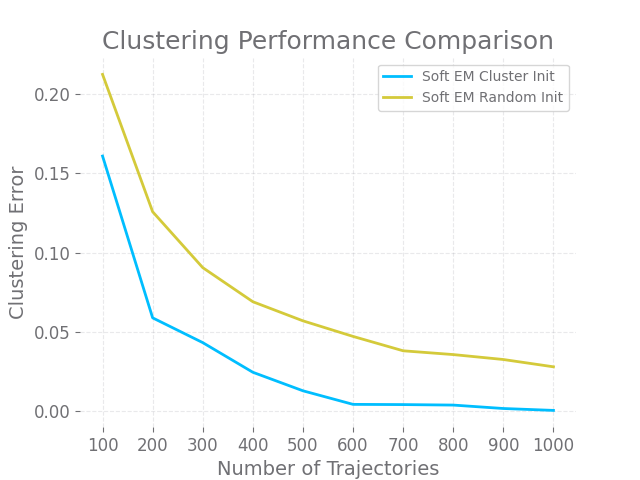 Clustering Performance Comparison
Soft EM Cluster Init
Soft EM Random Init
Clustering Error
0.20
0.15
0.10
0.05
0.00
100 200 300 400 500 600 700 800 900 1000
Number of Trajectories